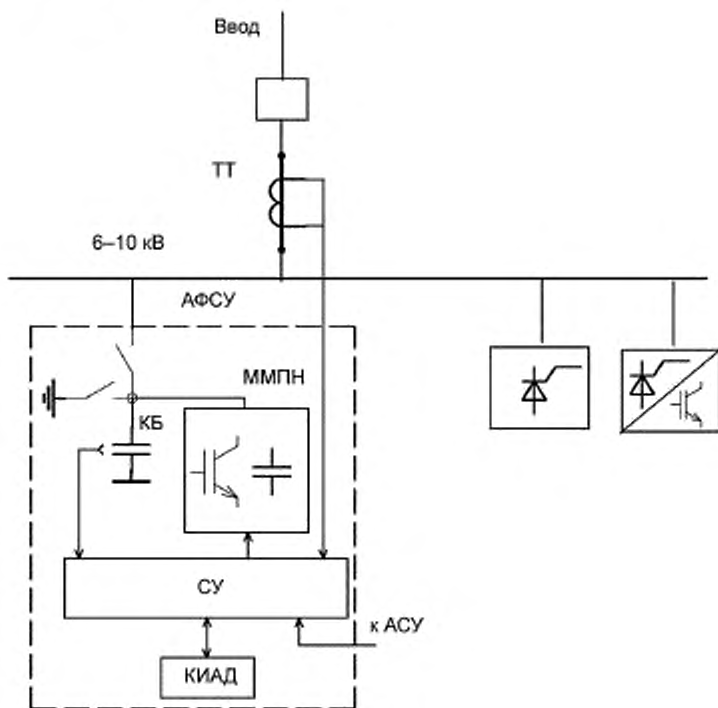 Ввод
ТТ
6–10 кВ
АФСУ
ММПН
КБ
СУ
к АСУ
КИАД